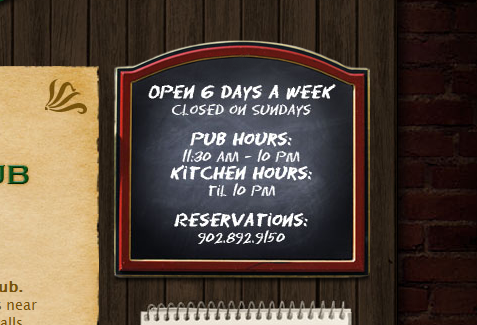 OPEN 6 DAYS A WEEK
CLOSED ON SUNDAYS
PUB HOURS:
11:30 AM - 10 PM
KITCHEN HOURS:
TIL 10 PM
RESERVATIONS:
902.892.9150
UB
ub.
s near
alls